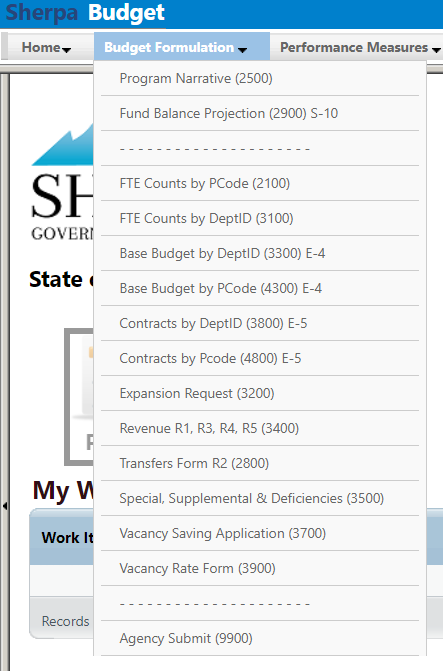 Sherpa Budget
Home Budget Formulation Performance Measures
Program Narrative (2500)
Fund Balance Projection (2900) S-10
- - - - - - - - - - - - - - - - - - - - -
FTE Counts by PCode (2100)
FTE Counts by DeptID (3100)
Base Budget by DeptID (3300) E-4
Base Budget by PCode (4300) E-4
Contracts by DeptID (3800) E-5
Contracts by Pcode (4800) E-5
Expansion Request (3200)
Revenue R1, R3, R4, R5 (3400)
Transfers Form R2 (2800)
Special, Supplemental & Deficiencies (3500)
Vacancy Saving Application (3700)
Vacancy Rate Form (3900)
- - - - - - - - - - - - - - - - - - - - -
Agency Submit (9900)
SH
GOVERN
State
My W
Work It
Records